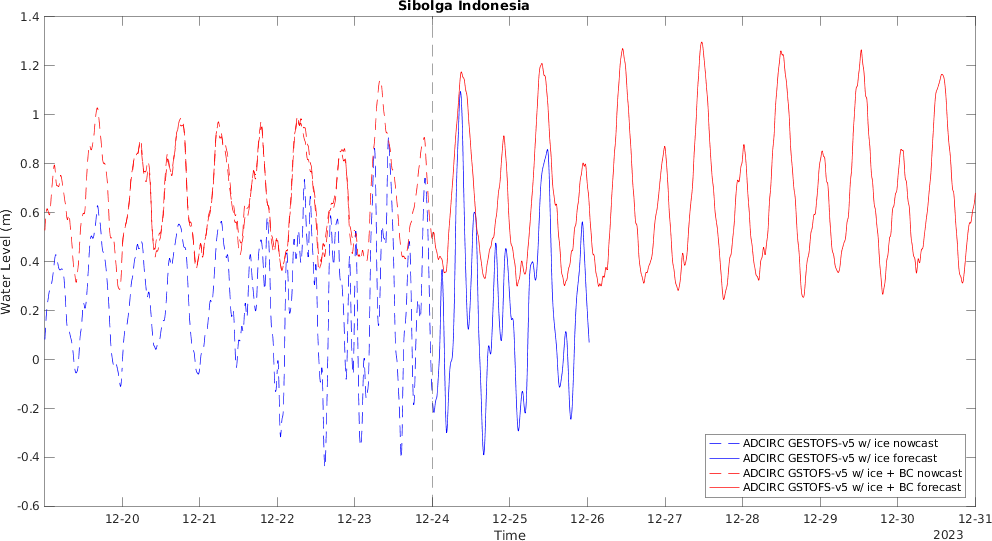 Sibolga Indonesia
1.4
1.2
1
0.8
0.6
0.4
0.2
0
-0.2
-0.4
-0.6
Water Level (m)
ADCIRC GESTOFS-v5 w/ ice nowcast
ADCIRC GESTOFS-v5 w/ ice forecast
ADCIRC GSTOFS-v5 w/ ice + BC nowcast
ADCIRC GSTOFS-v5 w/ ice + BC forecast
12-20 12-21 12-22 12-23 12-24 12-25 12-26 12-27 12-28 12-29 12-30 12-31
Time
2023